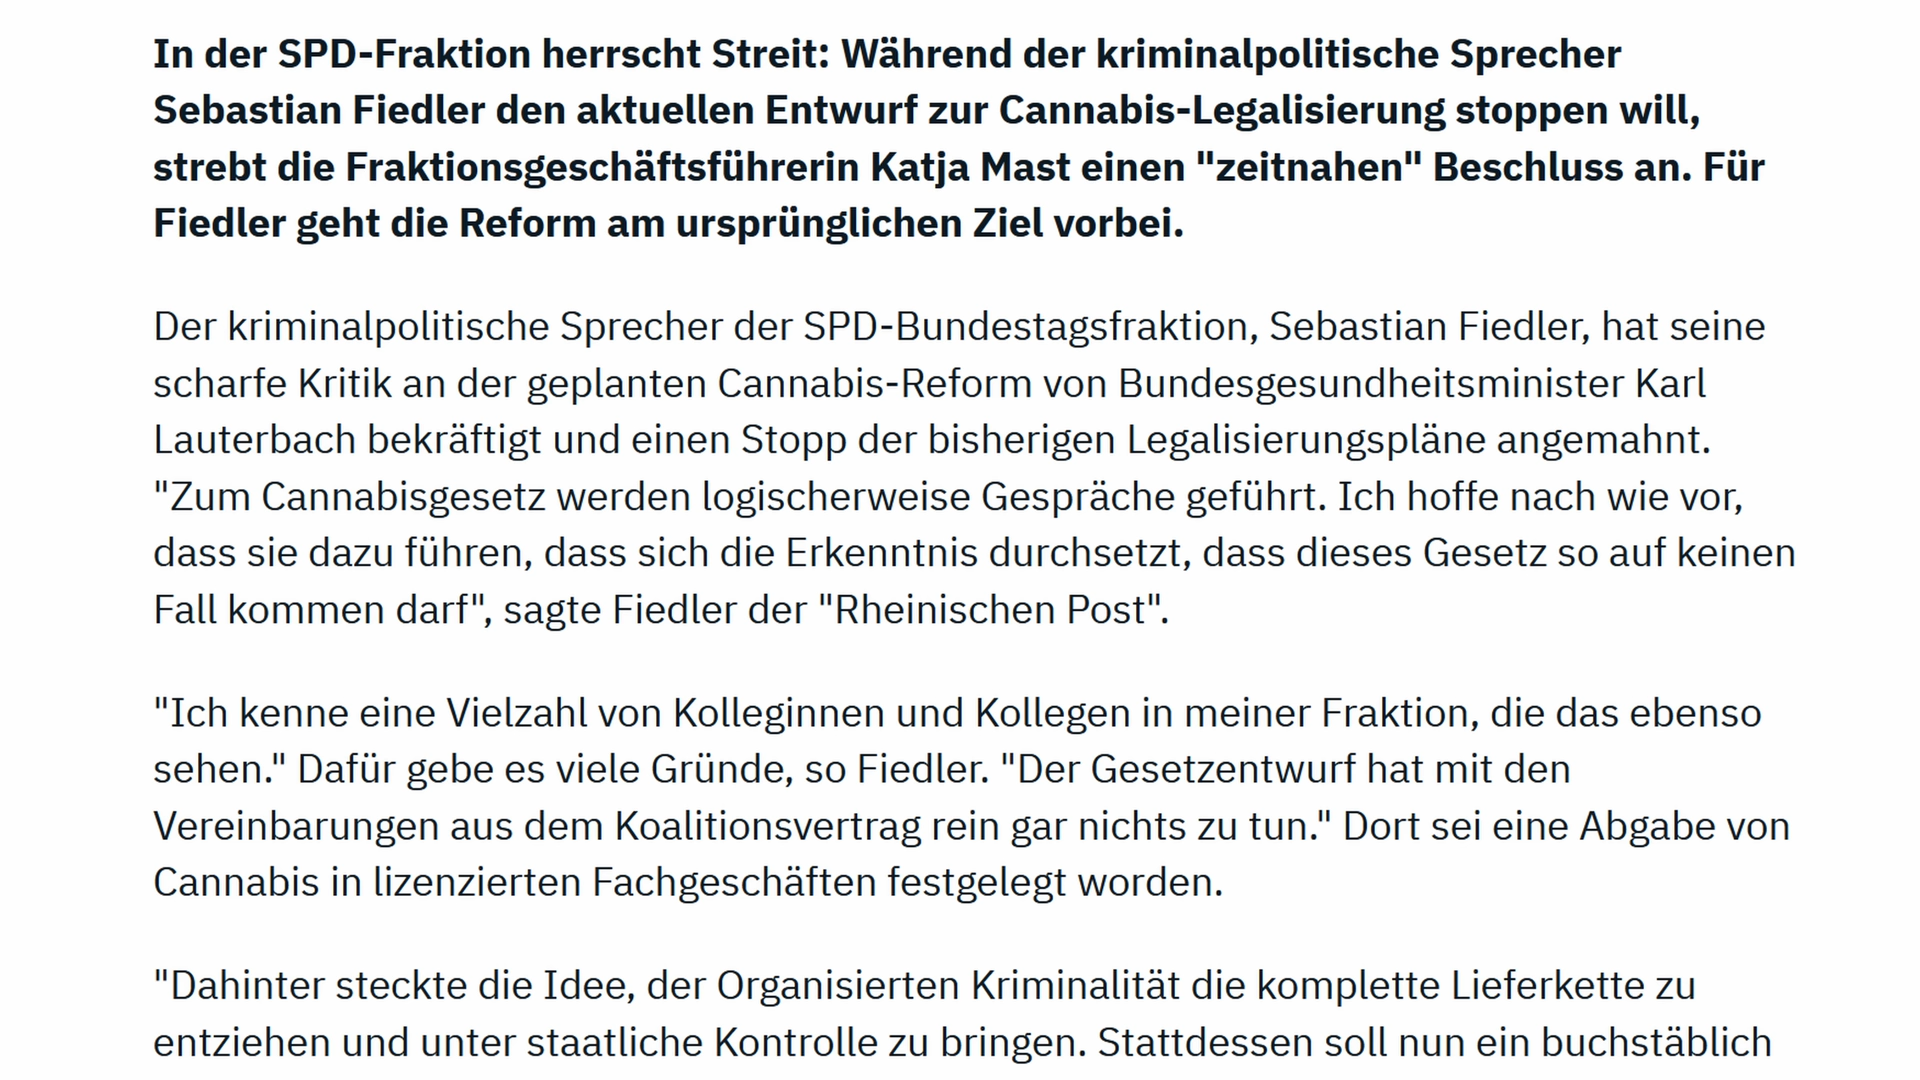 In der SPD-Fraktion herrscht Streit: Während der kriminalpolitische Sprecher
Sebastian Fiedler den aktuellen Entwurf zur Cannabis-Legalisierung stoppen will,
strebt die Fraktionsgeschäftsführerin Katja Mast einen "zeitnahen" Beschluss an. Für
Fiedler geht die Reform am ursprünglichen Ziel vorbei.
Der kriminalpolitische Sprecher der SPD-Bundestagsfraktion, Sebastian Fiedler, hat seine
scharfe Kritik an der geplanten Cannabis-Reform von Bundesgesundheitsminister Karl
Lauterbach bekräftigt und einen Stopp der bisherigen Legalisierungspläne angemahnt.
"Zum Cannabisgesetz werden logischerweise Gespräche geführt. Ich hoffe nach wie vor,
dass sie dazu führen, dass sich die Erkenntnis durchsetzt, dass dieses Gesetz so auf keinen
Fall kommen darf", sagte Fiedler der "Rheinischen Post".
"Ich kenne eine Vielzahl von Kolleginnen und Kollegen in meiner Fraktion, die das ebenso
sehen." Dafür gebe es viele Gründe, so Fiedler. "Der Gesetzentwurf hat mit den
Vereinbarungen aus dem Koalitionsvertrag rein gar nichts zu tun." Dort sei eine Abgabe von
Cannabis in lizenzierten Fachgeschäften festgelegt worden.
"Dahinter steckte die Idee, der Organisierten Kriminalität die komplette Lieferkette zu
entziehen und unter staatliche Kontrolle zu bringen. Stattdessen soll nun ein buchstäblich